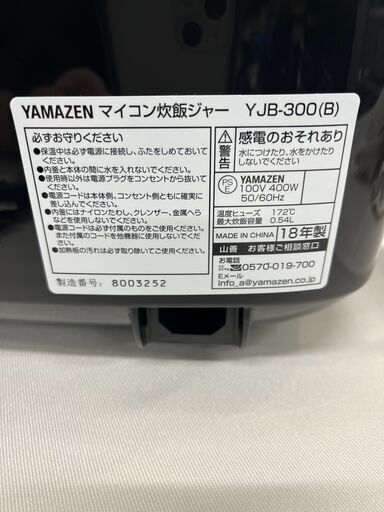 YAMAZEN マイコン炊飯ジャー YJB-300(B)
必ずお守りください
●保温中は必ず電源に接続し、ふたをしめておいて
ください。
●内釜と本体の間に水を入れないでください。
●使用時以外は電源プラグをコンセントから抜いて
ください。
●電源コードは本体側、コンセント側ともに確実に
差し込んでください。
●内釜にはナイロンたわし、クレンザー、金属へら
などを使用しないでください。
●電源コードは必ず付属のものをご使用ください。
また付属のコードを他機器に使用しないでくださ
い。
●加熱板の汚れは必ず取り除いてご使用ください。
製造番号: 8003252
警告
感電のおそれあり
水につけたり、水をかけたり
しないでください。
PS E
YAMAZEN
100V 400W
50/60Hz
温度ヒューズ 172℃
最大炊飯容量 0.54L
MADE IN CHINA 18年製
山善 お客様ご相談窓口
お電話
0570-019-700
Eメール
info_a@yamazen.co.jp